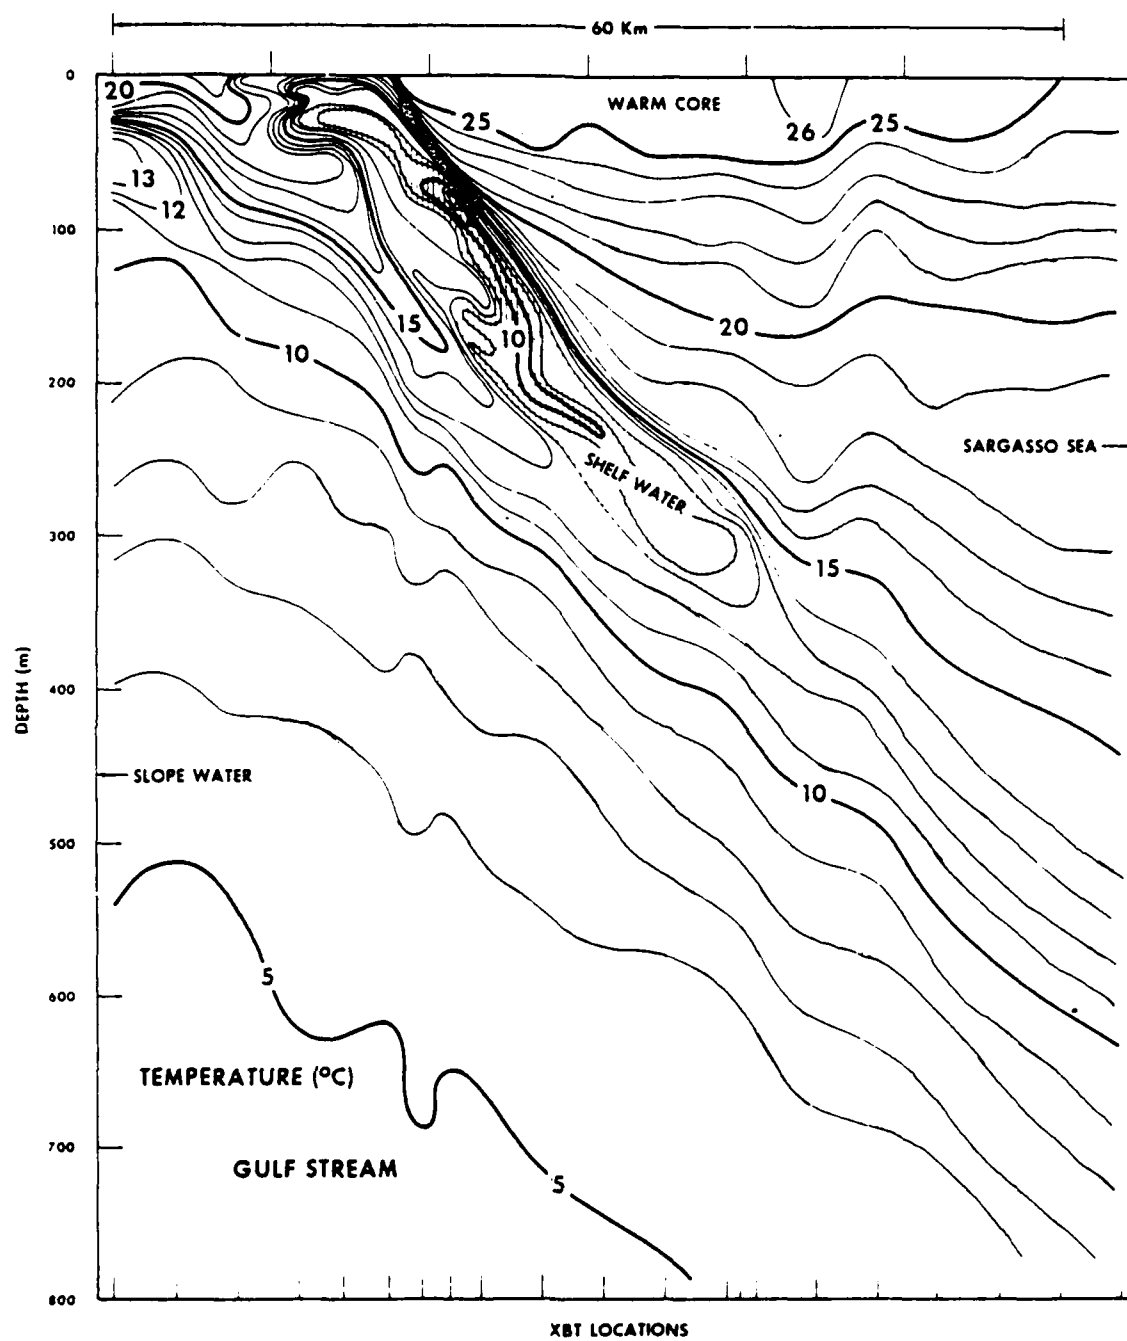 60 Km
0
20
WARM CORE
25
26
25
13
12
100
15
10
20
10
200
SARGASSO SEA
SHELF WATER
300
15
DEPTH (m)
400
SLOPE WATER
10
500
5
600
TEMPERATURE (°C)
700
GULF STREAM
5
800
XBT LOCATIONS